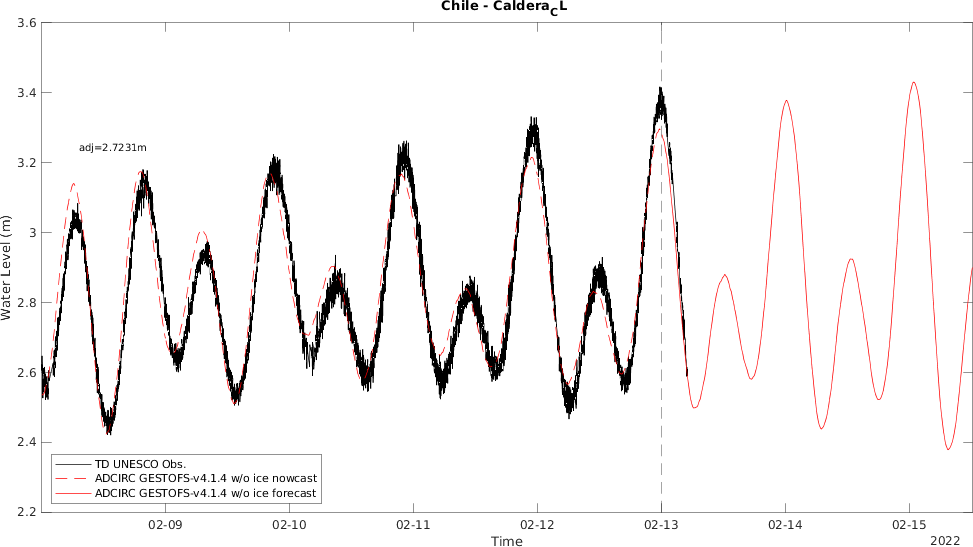 Chile - Caldera_CL
3.6
3.4
3.2
3
2.8
2.6
2.4
2.2
Water Level (m)
adj=2.7231m
TD UNESCO Obs.
ADCIRC GESTOFS-v4.1.4 w/o ice nowcast
ADCIRC GESTOFS-v4.1.4 w/o ice forecast
02-09 02-10 02-11 02-12 02-13 02-14 02-15
Time
2022